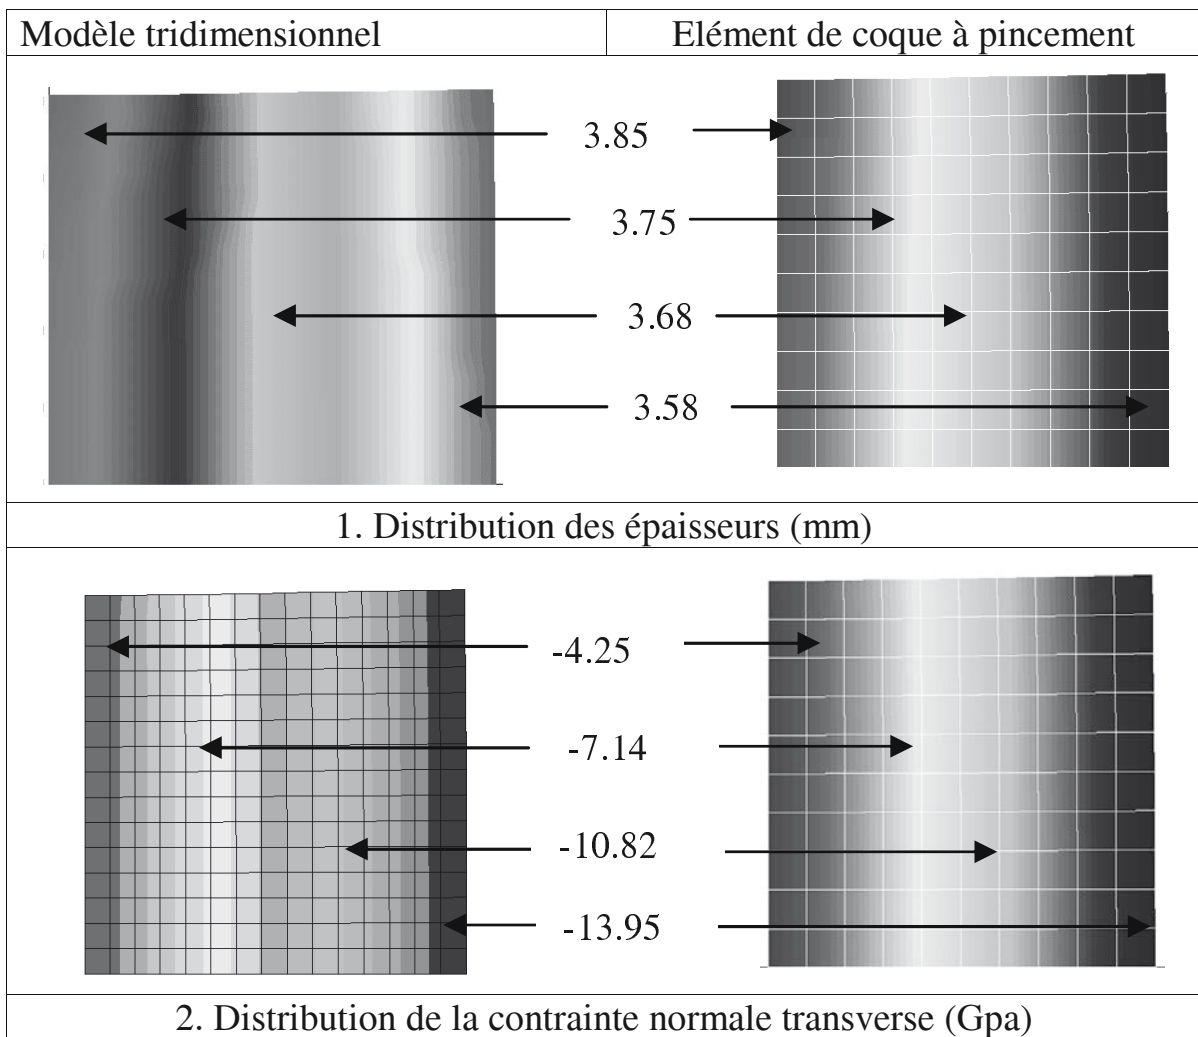 Modèle tridimensionnel
Elément de coque à pincement
3.85
3.75
3.68
3.58
1. Distribution des épaisseurs (mm)
-4.25
-7.14
-10.82
-13.95
2. Distribution de la contrainte normale transverse (Gpa)